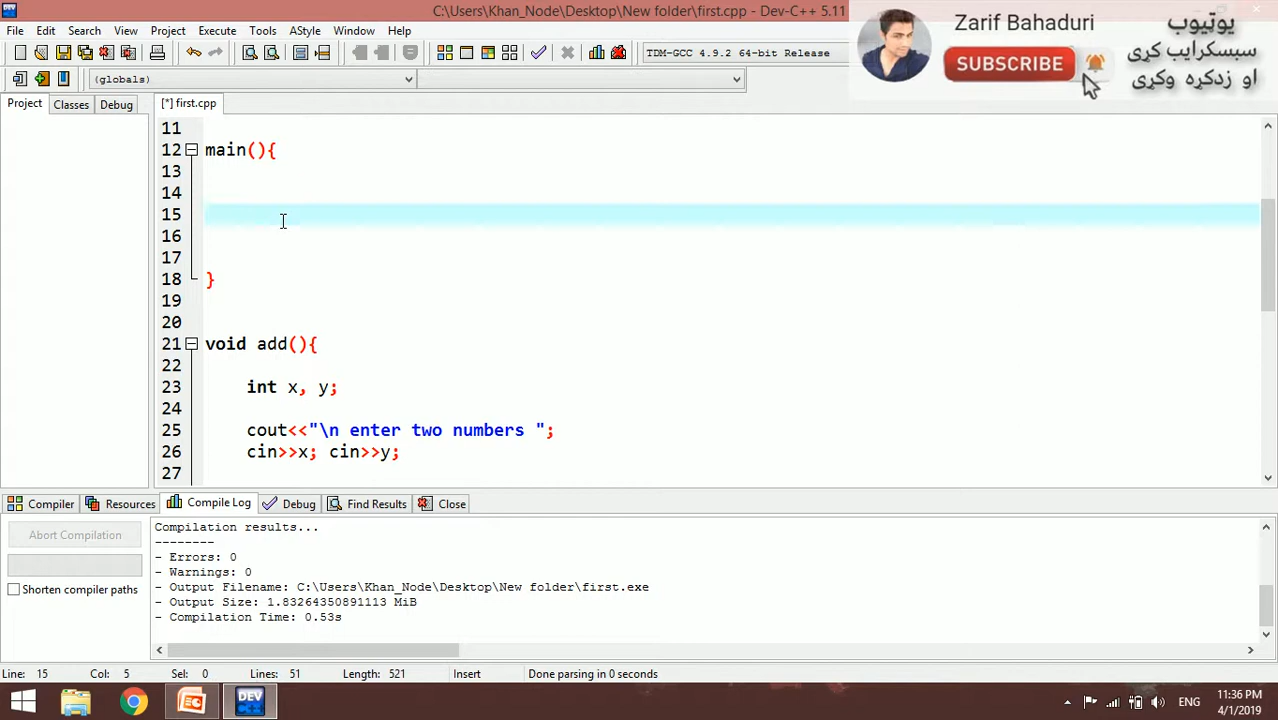 C:\Users\Khan_Node\Desktop\New folder\first.cpp - Dev-C++ 5.11
File Edit Search View Project Execute Tools AStyle Window Help
TDM-GCC 4.9.2 64-bit Release
(globals)
Zarif Bahaduri
SUBSCRIBE
یوټیوب
سبسکرایب کړی
او زدکړه وکړی
Project Classes Debug
[*] first.cpp
11
12 main(){
13
14
15
16
17
18 }
19
20
21 void add(){
22
23 int x, y;
24
25 cout<<"\n enter two numbers ";
26 cin>>x; cin>>y;
27
Compiler Resources Compile Log Debug Find Results Close
Abort Compilation
Shorten compiler paths
Compilation results...
--------
- Errors: 0
- Warnings: 0
- Output Filename: C:\Users\Khan_Node\Desktop\New folder\first.exe
- Output Size: 1.83264350891113 MiB
- Compilation Time: 0.53s
Line: 15 Col: 5 Sel: 0 Lines: 51 Length: 521 Insert Done parsing in 0 seconds
DEV C++
ENG
11:36 PM
4/1/2019